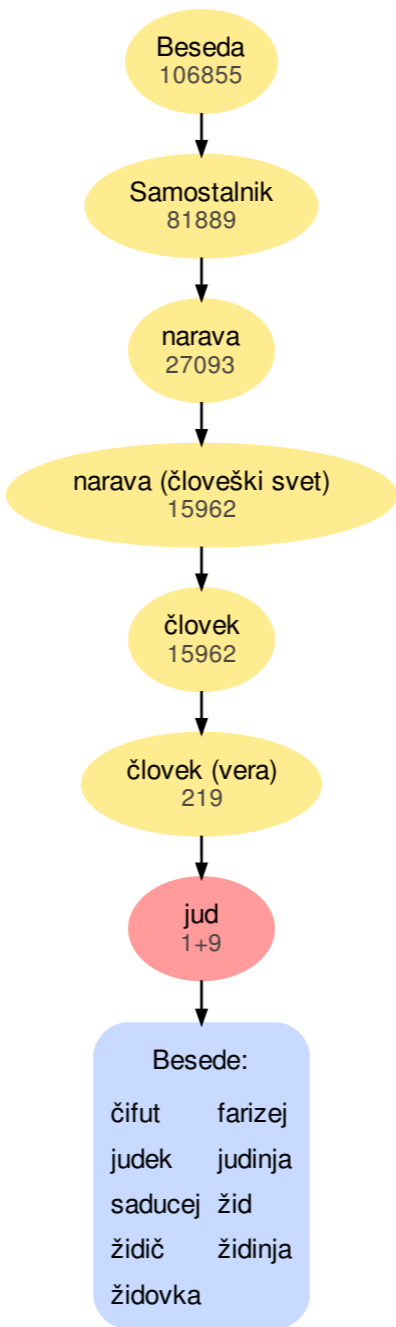 Beseda
106855
Samostalnik
81889
narava
27093
narava (človeški svet)
15962
človek
15962
človek (vera)
219
jud
1+9
Besede:
čifut farizej
judek judinja
saducej žid
židič židinja
židovka